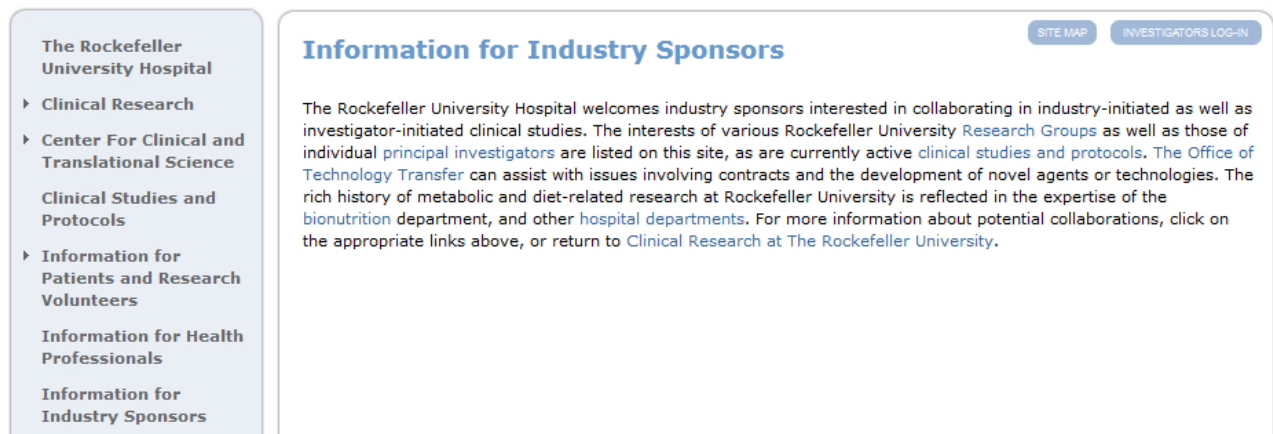 The Rockefeller
University Hospital
Clinical Research
Center For Clinical and
Translational Science
Clinical Studies and
Protocols
Information for
Patients and Research
Volunteers
Information for Health
Professionals
Information for
Industry Sponsors
SITE MAP
INVESTIGATORS LOG-IN
Information for Industry Sponsors
The Rockefeller University Hospital welcomes industry sponsors interested in collaborating in industry-initiated as well as
investigator-initiated clinical studies. The interests of various Rockefeller University Research Groups as well as those of
individual principal investigators are listed on this site, as are currently active clinical studies and protocols. The Office of
Technology Transfer can assist with issues involving contracts and the development of novel agents or technologies. The
rich history of metabolic and diet-related research at Rockefeller University is reflected in the expertise of the
bionutrition department, and other hospital departments. For more information about potential collaborations, click on
the appropriate links above, or return to Clinical Research at The Rockefeller University.